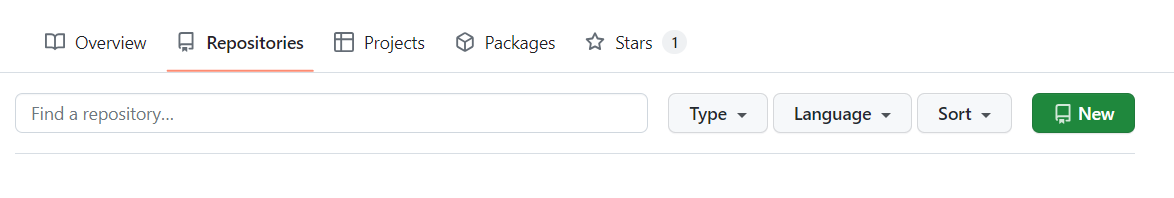 Overview Repositories Projects Packages Stars 1
Find a repository... Type Language Sort New